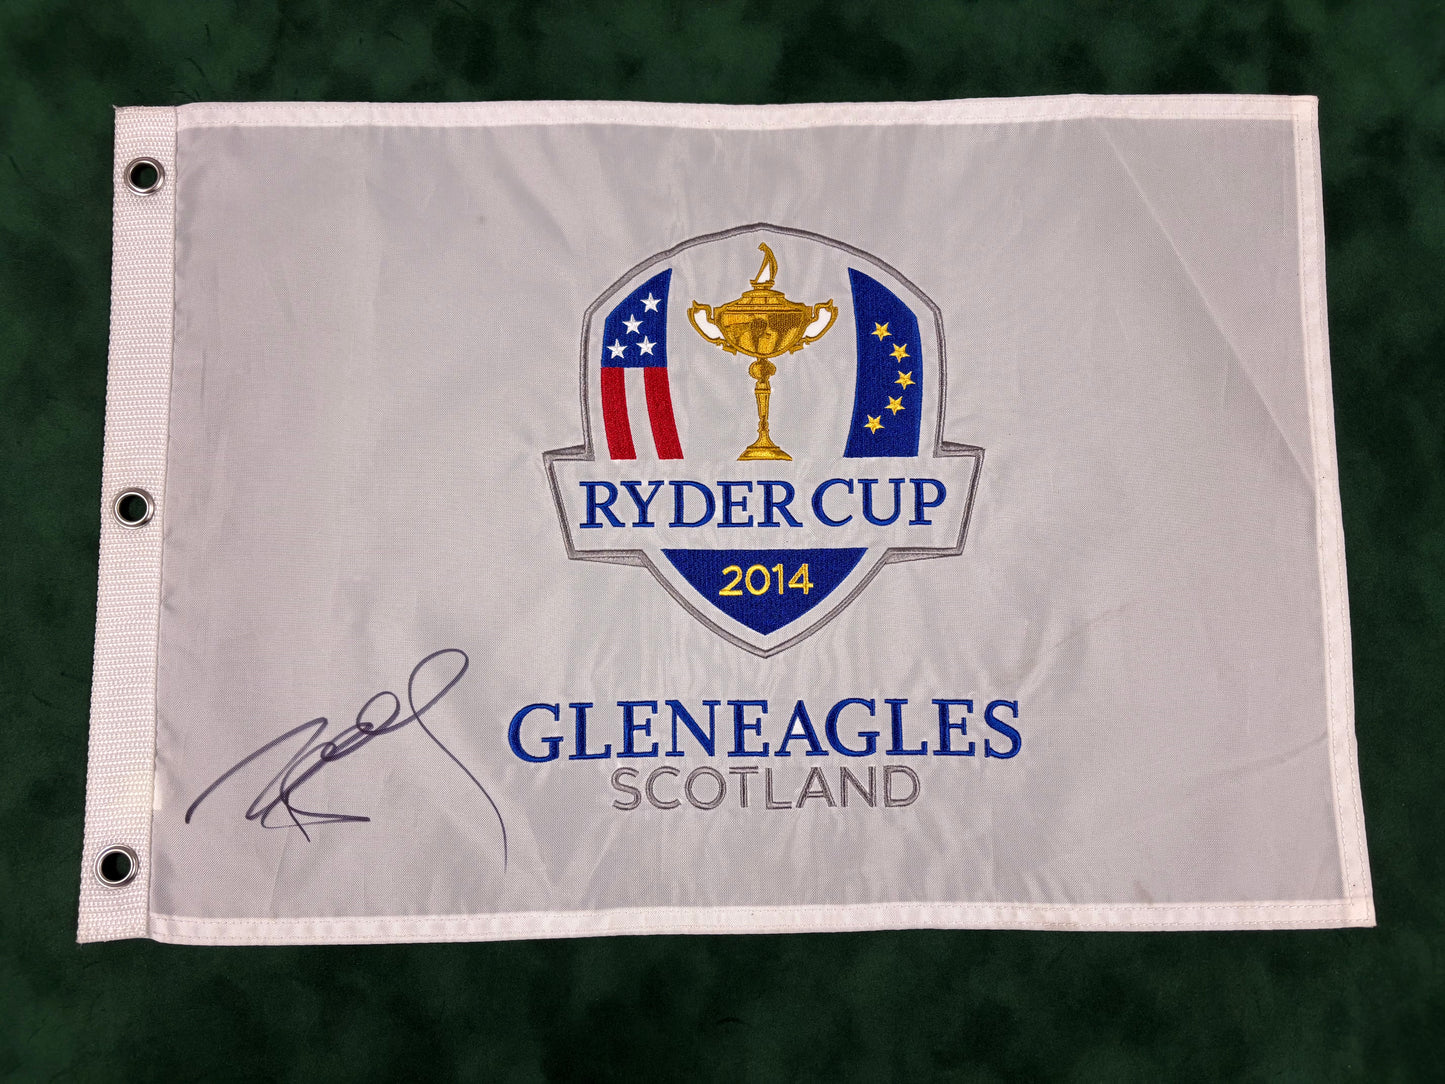 RYDER CUP
2014
GLENEAGLES
SCOTLAND